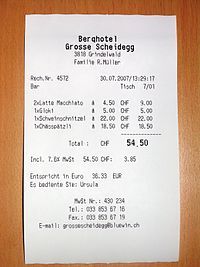 Berghotel
Grosse Scheidegg
3818 Grindelwald
Familie R.Müller
Rech.Nr. 4572 30.07.2007/13:29:17
Bar Tisch 7/01
2xLatte Macchiato à 4.50 CHF 9.00
1xGloki à 5.00 CHF 5.00
1xSchweinschnitzel à 22.00 CHF 22.00
1xChässpätzli à 18.50 CHF 18.50
Total : CHF 54.50
Incl. 7.6% MwSt 54.50 CHF: 3.85
Entspricht in Euro 36.33 EUR
Es bediente Sie: Ursula
MwSt Nr.: 430 234
Tel.: 033 853 67 16
Fax.: 033 853 67 19
E-mail: grossescheidegg@bluewin.ch